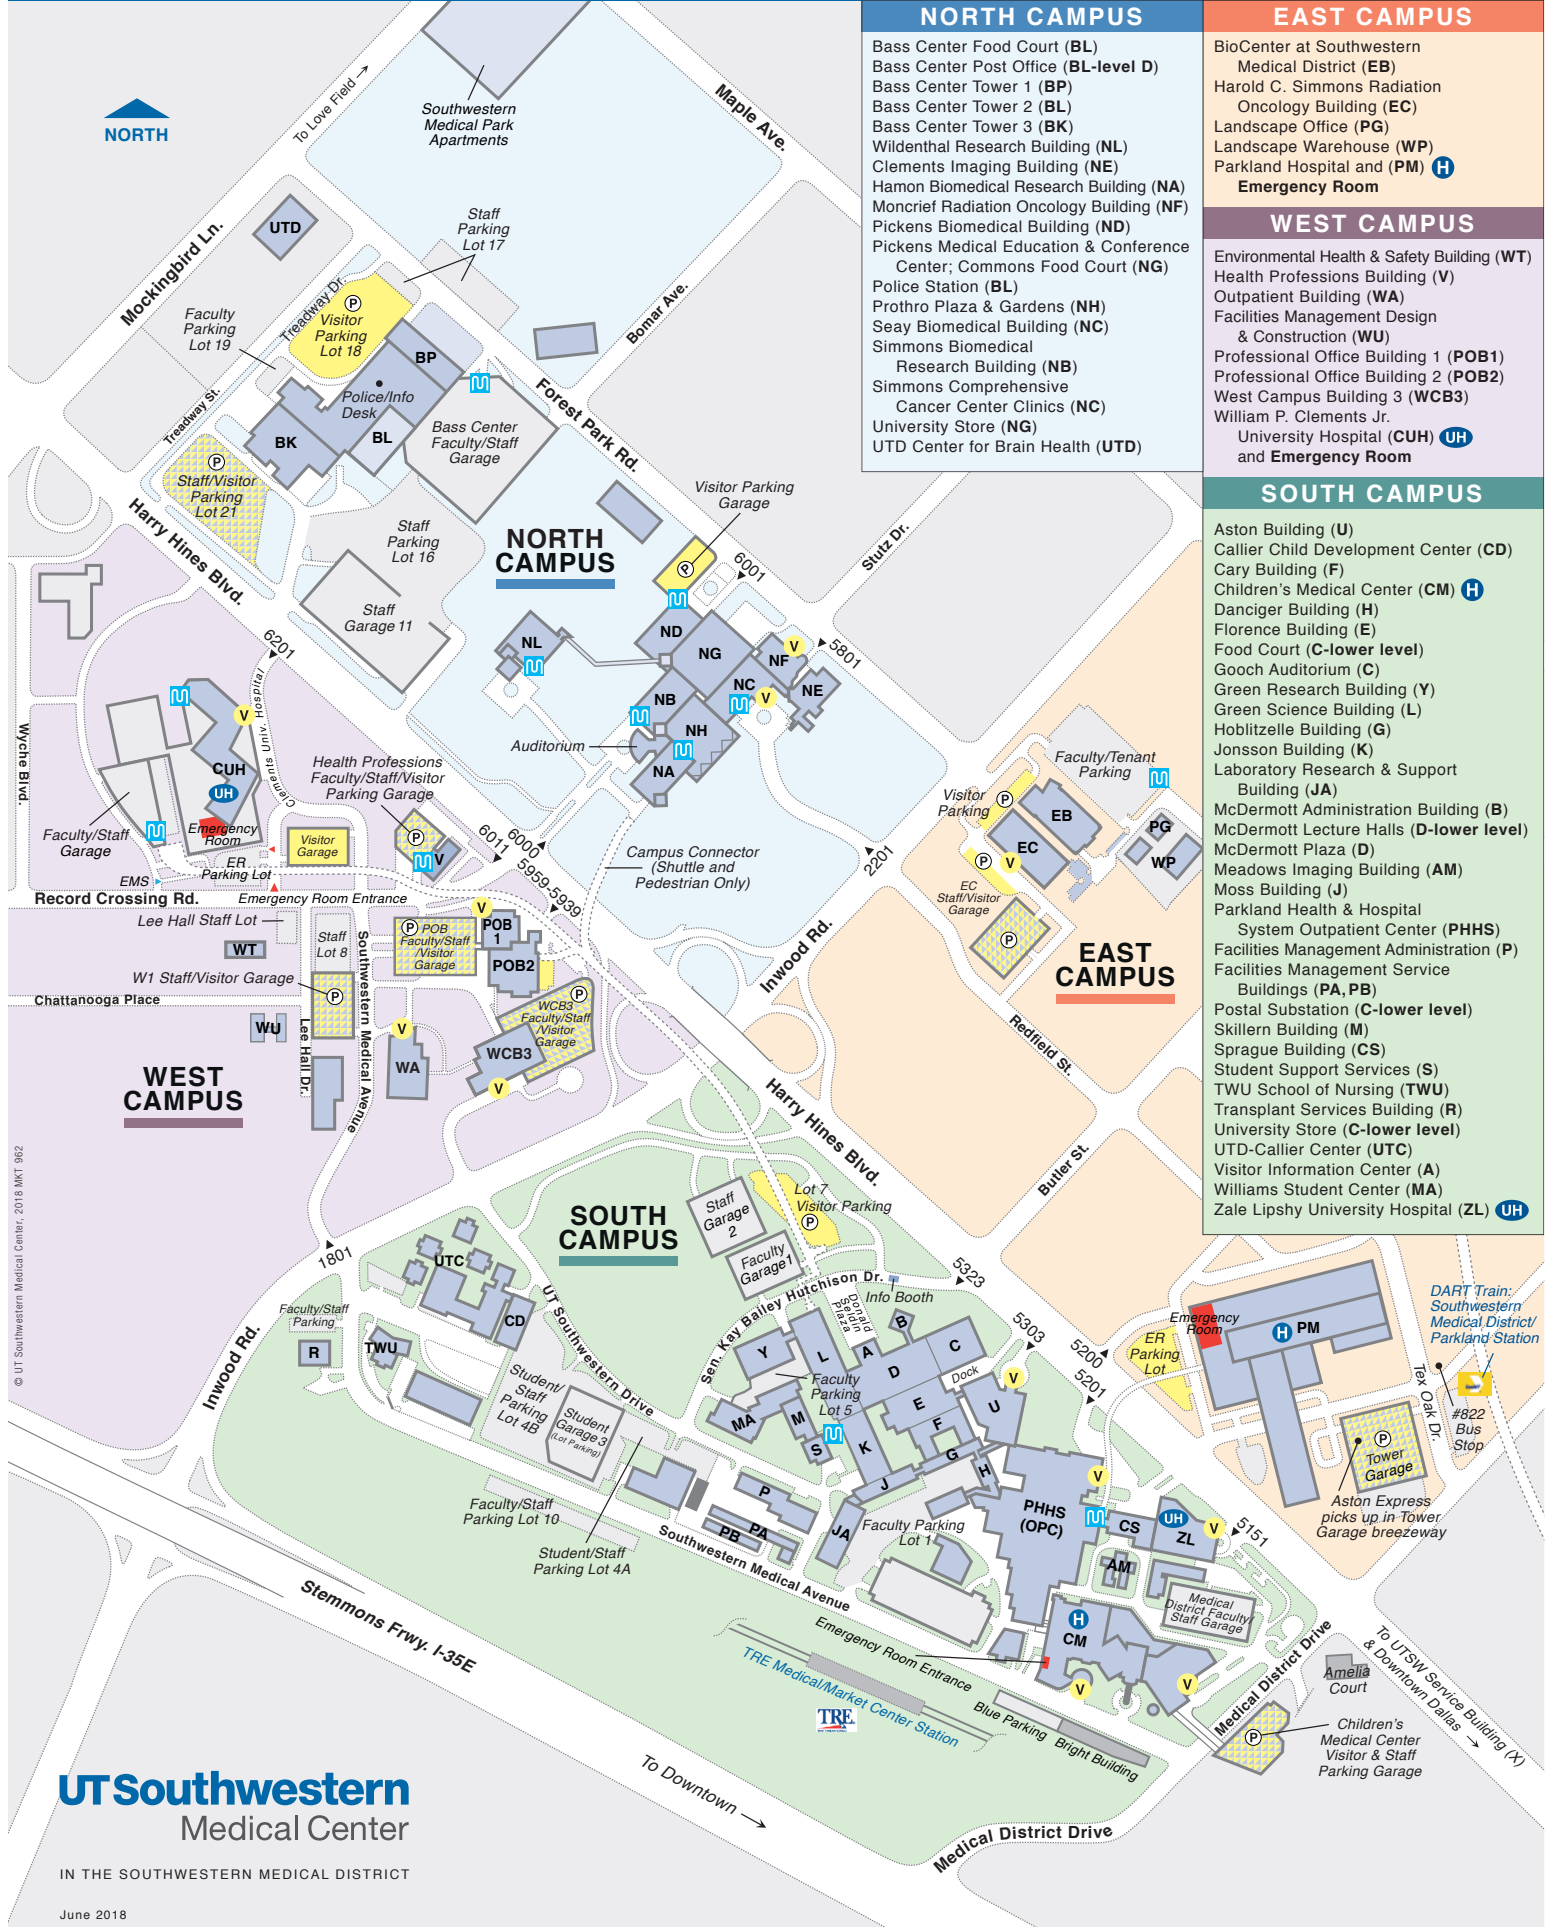 NORTH CAMPUS
Bass Center Food Court (BL)
Bass Center Post Office (BL-level D)
Bass Center Tower 1 (BP)
Bass Center Tower 2 (BL)
Bass Center Tower 3 (BK)
Wildenthal Research Building (NL)
Clements Imaging Building (NE)
Hamon Biomedical Research Building (NA)
Moncrief Radiation Oncology Building (NF)
Pickens Biomedical Building (ND)
Pickens Medical Education & Conference
Center; Commons Food Court (NG)
Police Station (BL)
Prothro Plaza & Gardens (NH)
Seay Biomedical Building (NC)
Simmons Biomedical
Research Building (NB)
Simmons Comprehensive
Cancer Center Clinics (NC)
University Store (NG)
UTD Center for Brain Health (UTD)
EAST CAMPUS
BioCenter at Southwestern
Medical District (EB)
Harold C. Simmons Radiation
Oncology Building (EC)
Landscape Office (PG)
Landscape Warehouse (WP)
Parkland Hospital and (PM) H
Emergency Room
WEST CAMPUS
Environmental Health & Safety Building (WT)
Health Professions Building (V)
Outpatient Building (WA)
Facilities Management Design
& Construction (WU)
Professional Office Building 1 (POB1)
Professional Office Building 2 (POB2)
West Campus Building 3 (WCB3)
William P. Clements Jr.
University Hospital (CUH) UH
and Emergency Room
SOUTH CAMPUS
Aston Building (U)
Callier Child Development Center (CD)
Cary Building (F)
Children's Medical Center (CM) H
Danciger Building (H)
Florence Building (E)
Food Court (C-lower level)
Gooch Auditorium (C)
Green Research Building (Y)
Green Science Building (L)
Hoblitzelle Building (G)
Jonsson Building (K)
Laboratory Research & Support
Building (JA)
McDermott Administration Building (B)
McDermott Lecture Halls (D-lower level)
McDermott Plaza (D)
Meadows Imaging Building (AM)
Moss Building (J)
Parkland Health & Hospital
System Outpatient Center (PHHS)
Facilities Management Administration (P)
Facilities Management Service
Buildings (PA, PB)
Postal Substation (C-lower level)
Skillern Building (M)
Sprague Building (CS)
Student Support Services (S)
TWU School of Nursing (TWU)
Transplant Services Building (R)
University Store (C-lower level)
UTD-Callier Center (UTC)
Visitor Information Center (A)
Williams Student Center (MA)
Zale Lipshy University Hospital (ZL) UH
NORTH
To Love Field
Southwestern
Medical Park
Apartments
Maple Ave.
Mockingbird Ln.
UTD
Staff
Parking
Lot 17
Treadway Dr.
P
Visitor
Parking
Lot 18
Faculty
Parking
Lot 19
Bomar Ave.
BP
Police/Info
Desk
BL
BK
Treadway St.
Bass Center
Faculty/Staff
Garage
Forest Park Rd.
P
Staff/Visitor
Parking
Lot 21
Harry Hines Blvd.
Staff
Parking
Lot 16
Staff
Garage 11
NORTH
CAMPUS
Visitor Parking
Garage
P
6001
Stutz Dr.
5801
NL
ND
NG
NF
V
NC
V
NE
NB
NH
NA
Auditorium
6201
Clements Univ. Hospital
V
CUH
UH
Emergency
Room
ER
Parking Lot
Visitor
Garage
Wyche Blvd.
Faculty/Staff
Garage
EMS
Record Crossing Rd.
Emergency Room Entrance
Health Professions
Faculty/Staff/Visitor
Parking Garage
P
V
6011
6000
5959-5939
Campus Connector
(Shuttle and
Pedestrian Only)
Lee Hall Staff Lot
WT
Staff
Lot 8
W1 Staff/Visitor Garage
P
Chattanooga Place
WU
Lee Hall Dr.
Southwestern Medical Avenue
P
POB
Faculty/Staff
/Visitor
Garage
V
POB
1
POB2
P
WCB3
Faculty/Staff
/Visitor
Garage
WCB3
V
V
WA
WEST
CAMPUS
Faculty/Tenant
Parking
Visitor
Parking
P
EB
EC
P
V
EC
Staff/Visitor
Garage
P
PG
WP
2201
Inwood Rd.
EAST
CAMPUS
Redfield St.
Butler St.
Harry Hines Blvd.
© UT Southwestern Medical Center, 2018 MKT 962
SOUTH
CAMPUS
Staff
Garage
2
Faculty
Garage1
Lot 7
Visitor Parking
P
Sen. Kay Bailey Hutchison Dr.
Info Booth
Donald
Seldin
Plaza
5323
5303
5200
5201
1801
UTC
CD
Faculty/Staff
Parking
R
TWU
Inwood Rd.
UT Southwestern Drive
Student/
Staff
Parking
Lot 4B
Student
Garage 3
(Lot Parking)
Faculty/Staff
Parking Lot 10
Student/Staff
Parking Lot 4A
Y
L
A
B
C
D
Dock
Faculty
Parking
Lot 5
MA
M
S
K
E
F
G
H
J
U
V
P
PA
PB
JA
Faculty Parking
Lot 1
PHHS
(OPC)
V
CS
UH
ZL
V
5151
AM
Medical
District Faculty/
Staff Garage
H
CM
V
V
Emergency Room Entrance
Southwestern Medical Avenue
Emergency
Room
ER
Parking
Lot
H PM
DART Train:
Southwestern
Medical District/
Parkland Station
Tex Oak Dr.
#822
Bus
Stop
P
Tower
Garage
Aston Express
picks up in Tower
Garage breezeway
Medical District Drive
To UTSW Service Building (X)
& Downtown Dallas
Amelia
Court
P
Children's
Medical Center
Visitor & Staff
Parking Garage
Blue Parking
Bright Building
TRE Medical/Market Center Station
TRE
Stemmons Frwy. I-35E
To Downtown
Medical District Drive
UT Southwestern
Medical Center
IN THE SOUTHWESTERN MEDICAL DISTRICT
June 2018